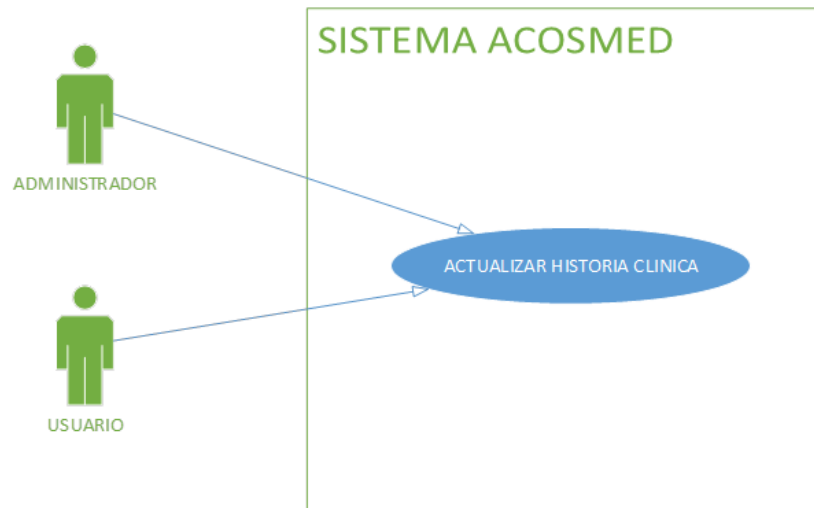 SISTEMA ACOSMED
ADMINISTRADOR
ACTUALIZAR HISTORIA CLINICA
USUARIO